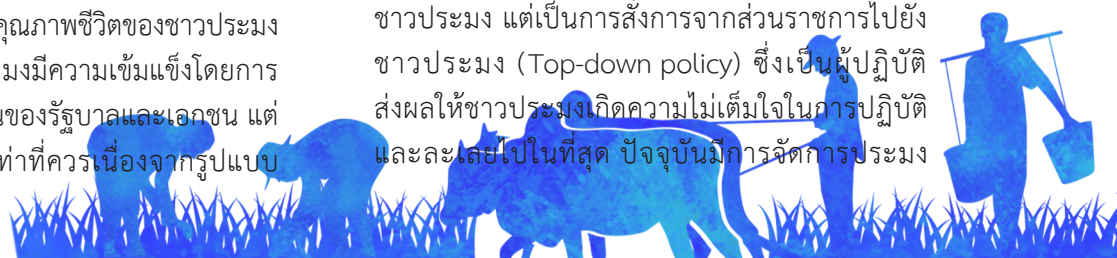 คุณภาพชีวิตของชาวประมง
มงมีความเข้มแข็งโดยการ
ของรัฐบาลและเอกชน แต่
เท่าที่ควรเนื่องจากรูปแบบ
ชาวประมง แต่เป็นการสั่งการจากส่วนราชการไปยัง
ชาวประมง (Top-down policy) ซึ่งเป็นผู้ปฏิบัติ
ส่งผลให้ชาวประมงเกิดความไม่เต็มใจในการปฏิบัติ
และละเลยไปในที่สุด ปัจจุบันมีการจัดการประมง